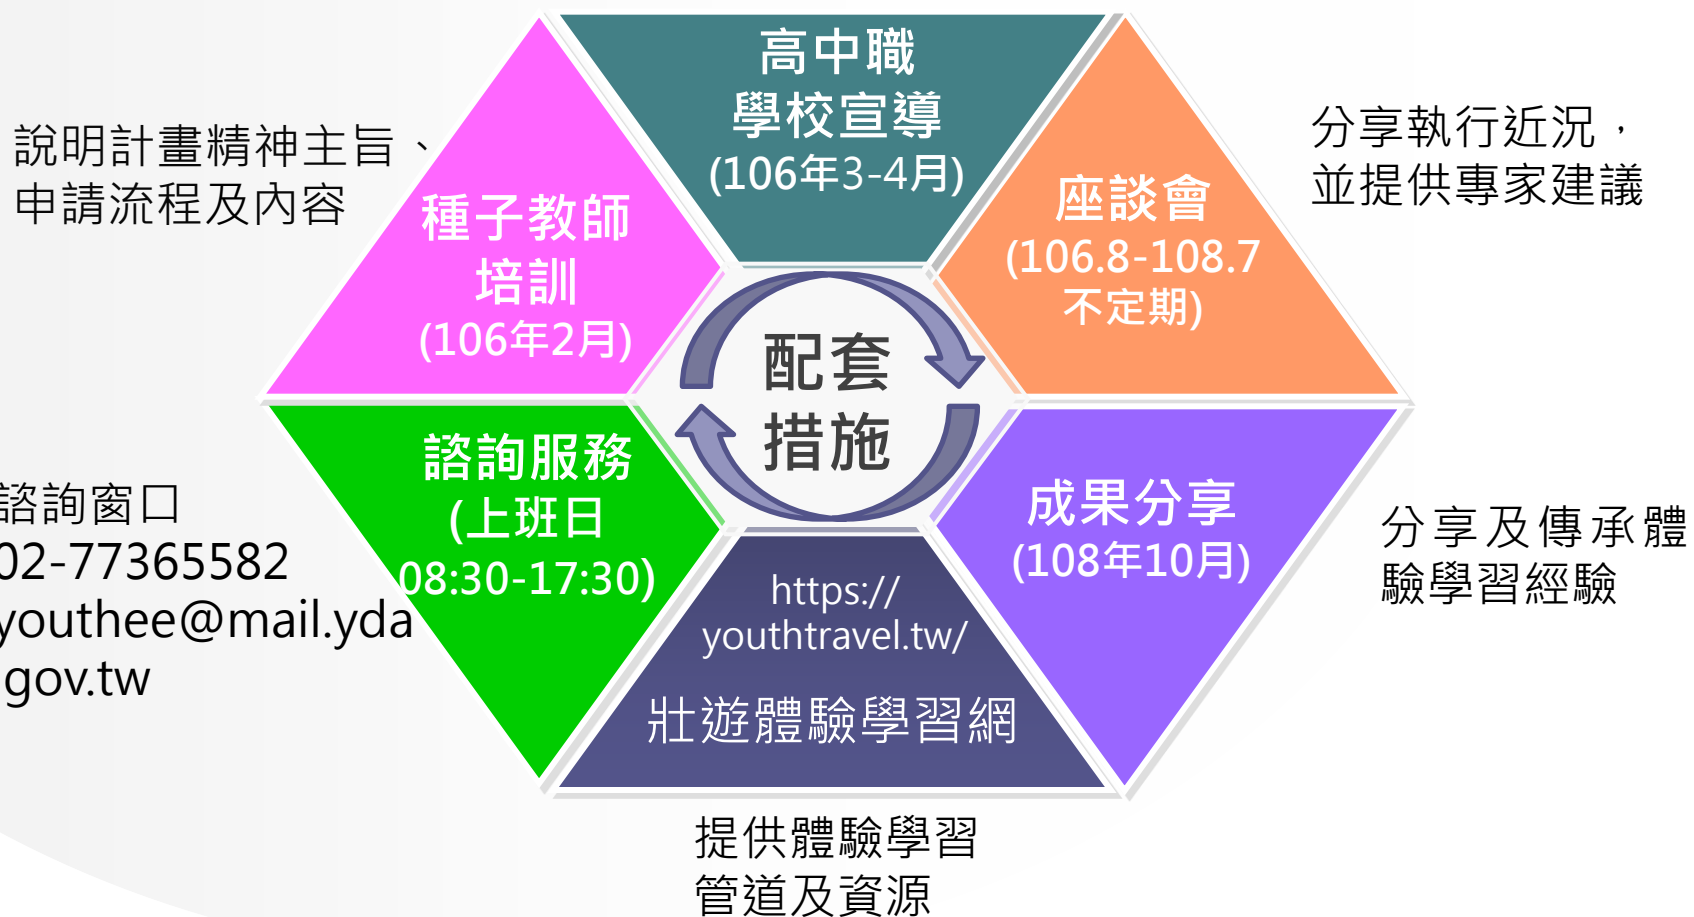 高中職
學校宣導
(106年3-4月)
說明計畫精神主旨、
申請流程及內容
種子教師
培訓
(106年2月)
座談會
(106.8-108.7
不定期)
分享執行近況，
並提供專家建議
配套
措施
諮詢服務
(上班日
08:30-17:30)
諮詢窗口
02-77365582
youthee@mail.yda
gov.tw
https://
youthtravel.tw/
壯遊體驗學習網
成果分享
(108年10月)
分享及傳承體
驗學習經驗
提供體驗學習
管道及資源